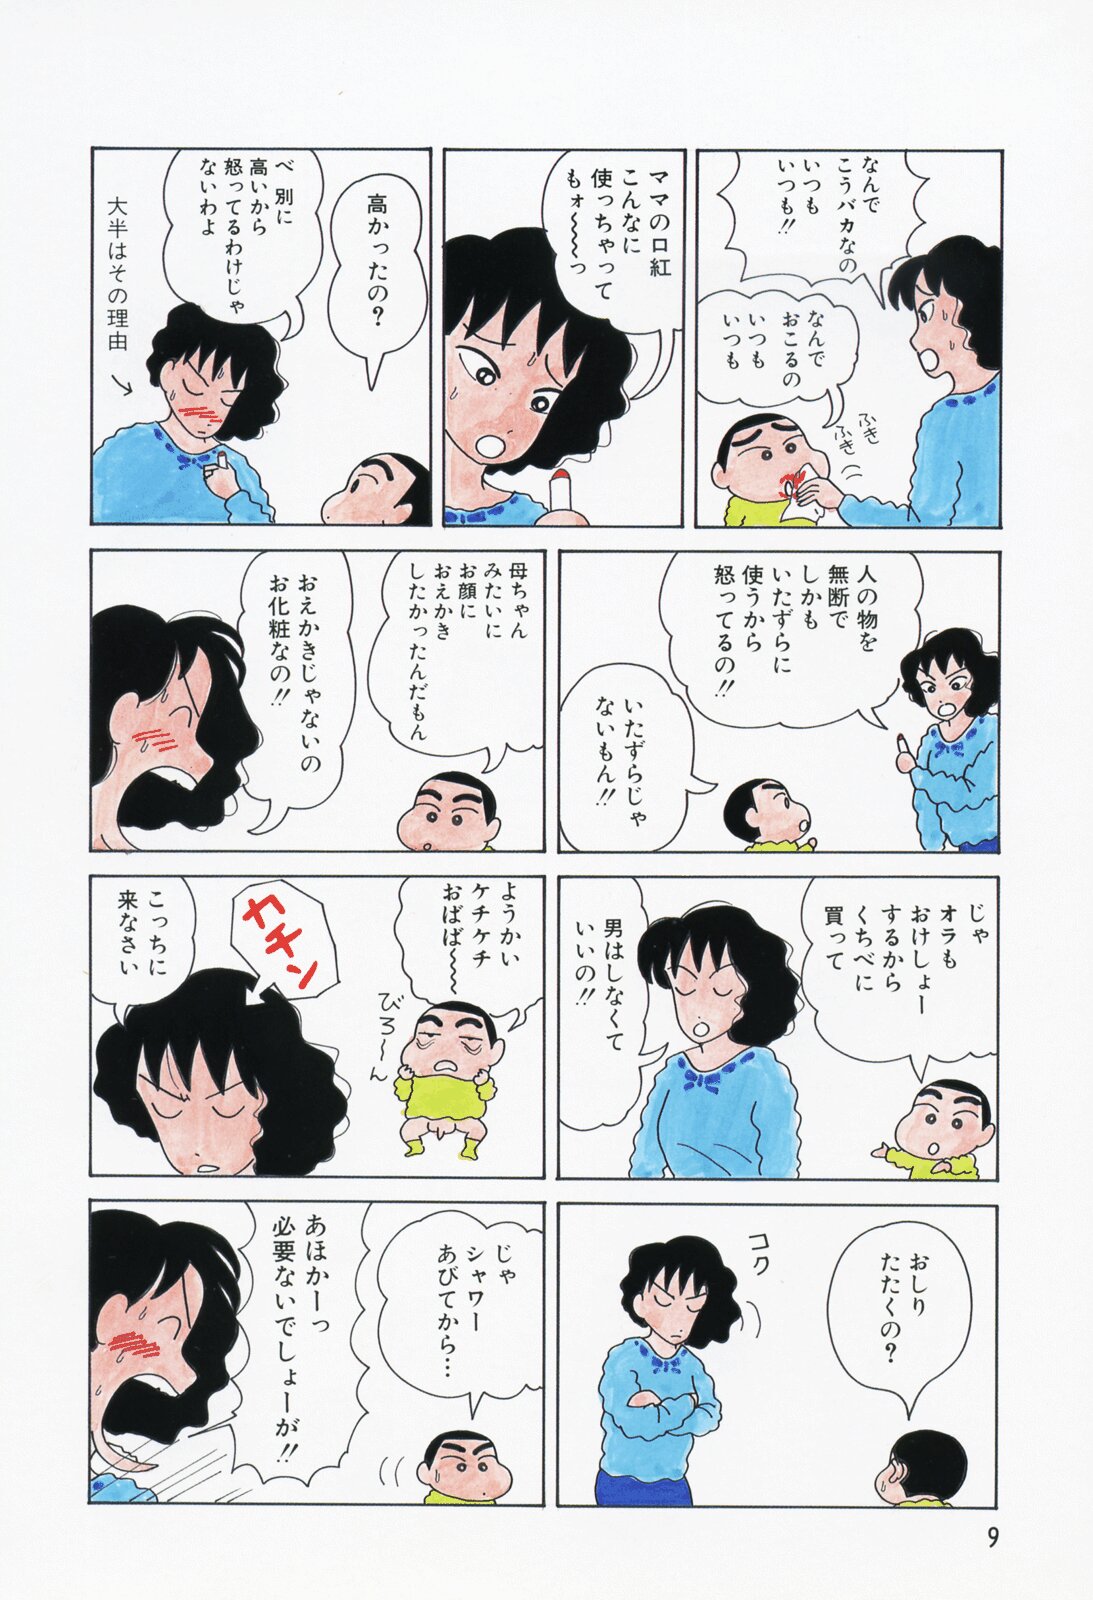 なんで
こうバカなの
いつも
いつも!!
なんで
おこるの
いつも
いつも
ふき
ふき
ママの口紅
こんなに
使っちゃって
もォ〜〜〜っ
高かったの?
べ 別に
高いから
怒ってるわけじゃ
ないわよ
大半はその理由
人の物を
無断で
しかも
いたずらに
使うから
怒ってるの!!
いたずらじゃ
ないもん!!
母ちゃん
みたいに
お顔に
おえかき
したかったんだもん
おえかきじゃないの
お化粧なの!!
じゃ
オラも
おけしょー
するから
くちべに
買って
男はしなくて
いいの!!
ようかい
ケチケチ
おばば〜〜
びろ〜ん
カチン
こっちに
来なさい
おしり
たたくの?
コク
じゃ
シャワー
あびてから…
あほかーっ
必要ないでしょーが!!
9